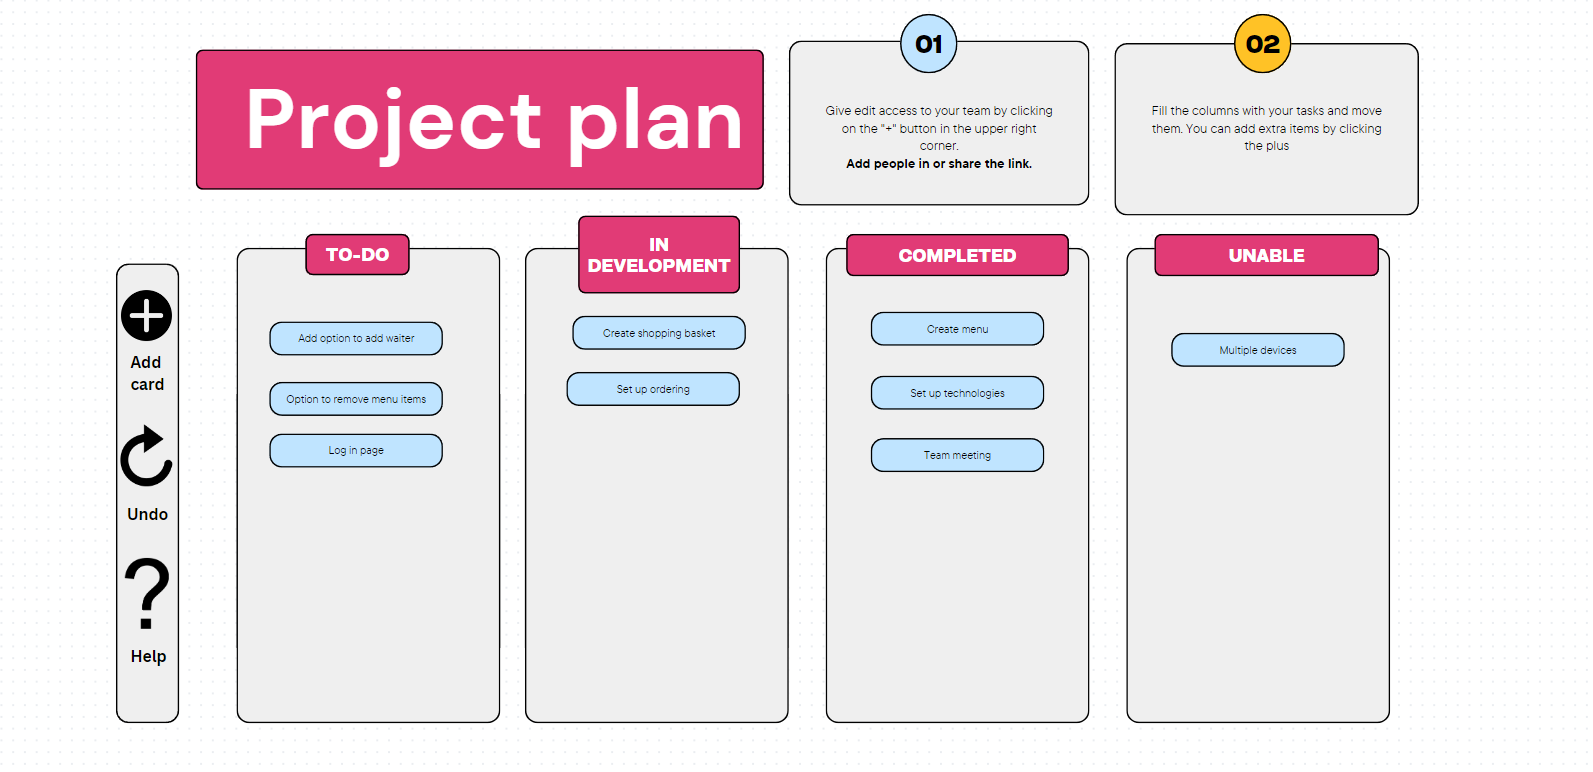 Project plan
01
Give edit access to your team by clicking
on the "+" button in the upper right
corner.
Add people in or share the link.
02
Fill the columns with your tasks and move
them. You can add extra items by clicking
the plus
Add
card
Undo
Help
TO-DO
Add option to add waiter
Option to remove menu items
Log in page
IN
DEVELOPMENT
Create shopping basket
Set up ordering
COMPLETED
Create menu
Set up technologies
Team meeting
UNABLE
Multiple devices